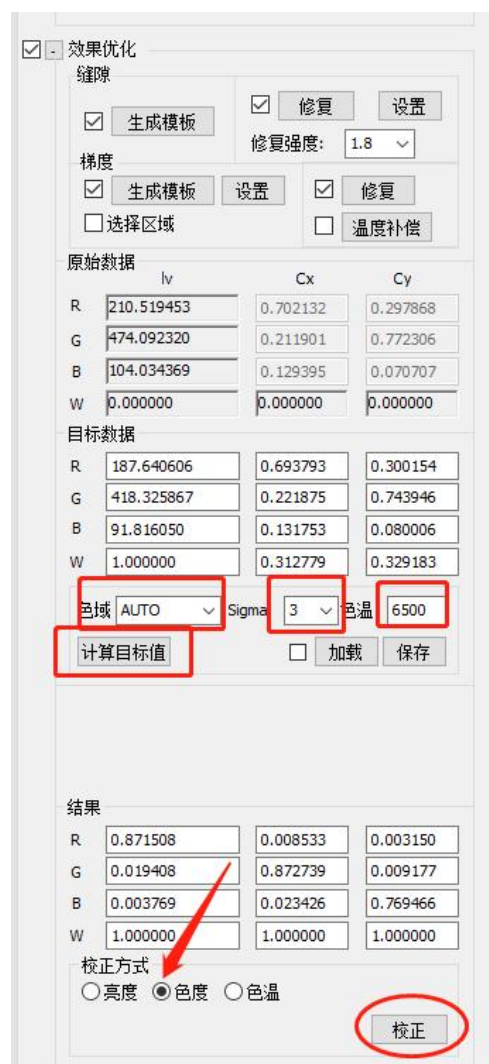 效果优化
缝隙
生成模板
修复 设置
修复强度: 1.8
梯度
生成模板 设置 修复
选择区域 温度补偿
原始数据
lv Cx Cy
R 210.519453 0.702132 0.297868
G 474.092320 0.211901 0.772306
B 104.034369 0.129395 0.070707
W 0.000000 0.000000 0.000000
目标数据
R 187.640606 0.693793 0.300154
G 418.325867 0.221875 0.743946
B 91.816050 0.131753 0.080006
W 1.000000 0.312779 0.329183
色域 AUTO Sigma 3 色温 6500
计算目标值 加载 保存
结果
R 0.871508 0.008533 0.003150
G 0.019408 0.872739 0.009177
B 0.003769 0.023426 0.769466
W 1.000000 1.000000 1.000000
校正方式
亮度 色度 色温
校正